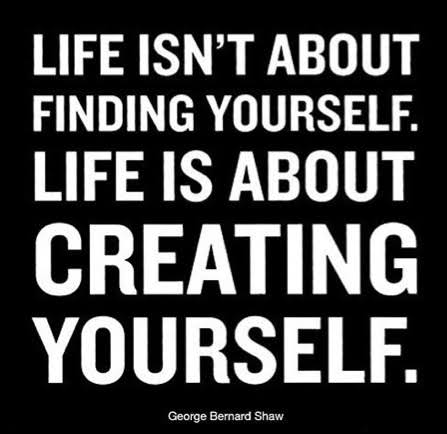 LIFE ISN'T ABOUT
FINDING YOURSELF.
LIFE IS ABOUT
CREATING
YOURSELF.
George Bernard Shaw